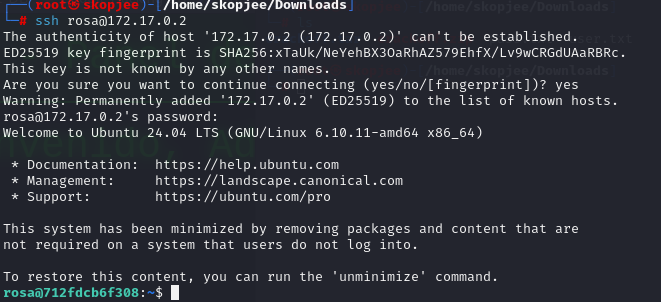 ┌──(root㉿skopjee)-[/home/skopjee/Downloads]
└─# ssh rosa@172.17.0.2
The authenticity of host '172.17.0.2 (172.17.0.2)' can't be established.
ED25519 key fingerprint is SHA256:xTaUk/NeYehBX3OaRhAZ579EhfX/Lv9wCRGdUAaRBRc.
This key is not known by any other names.
Are you sure you want to continue connecting (yes/no/[fingerprint])? yes
Warning: Permanently added '172.17.0.2' (ED25519) to the list of known hosts.
rosa@172.17.0.2's password:
Welcome to Ubuntu 24.04 LTS (GNU/Linux 6.10.11-amd64 x86_64)
* Documentation: https://help.ubuntu.com
* Management: https://landscape.canonical.com
* Support: https://ubuntu.com/pro
This system has been minimized by removing packages and content that are
not required on a system that users do not log into.
To restore this content, you can run the 'unminimize' command.
rosa@712fdcb6f308:~$